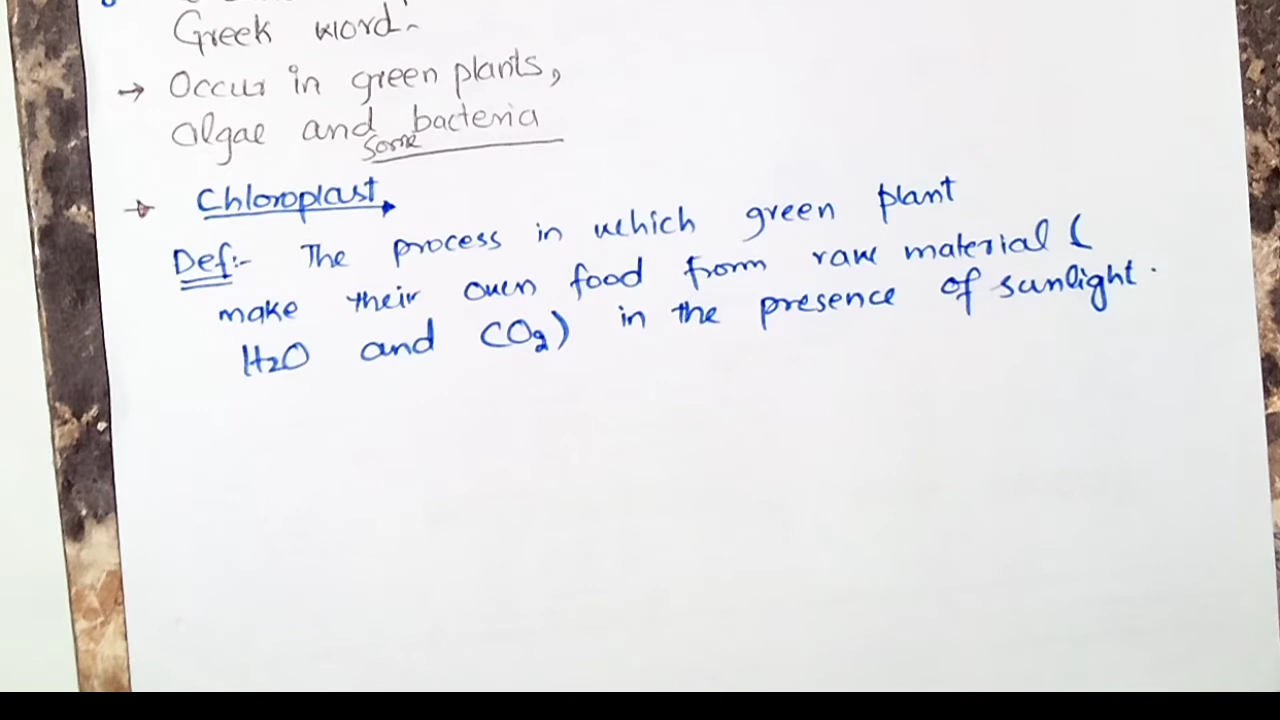 Greek word.
→ Occur in green plants,
algae and some bacteria
→ Chloroplast
Def:- The process in which green plant
make their own food from raw material (
H₂O and CO₂) in the presence of sunlight.